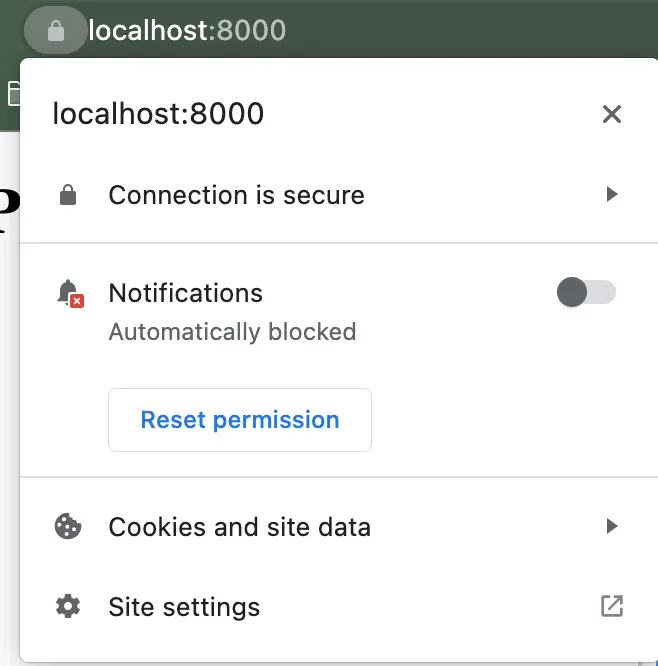 localhost:8000
localhost:8000
Connection is secure
Notifications
Automatically blocked
Reset permission
Cookies and site data
Site settings